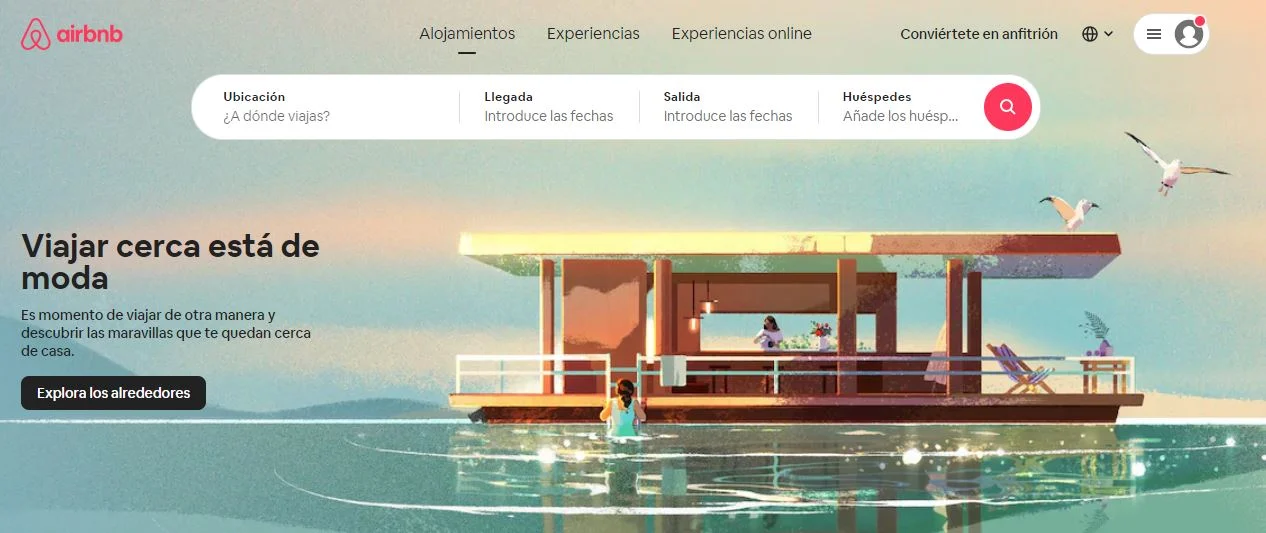 airbnb
Alojamientos Experiencias Experiencias online Conviértete en anfitrión
Ubicación Llegada Salida Huéspedes
¿A dónde viajas? Introduce las fechas Introduce las fechas Añade los huésp...
Viajar cerca está de
moda
Es momento de viajar de otra manera y
descubrir las maravillas que te quedan cerca
de casa.
Explora los alrededores